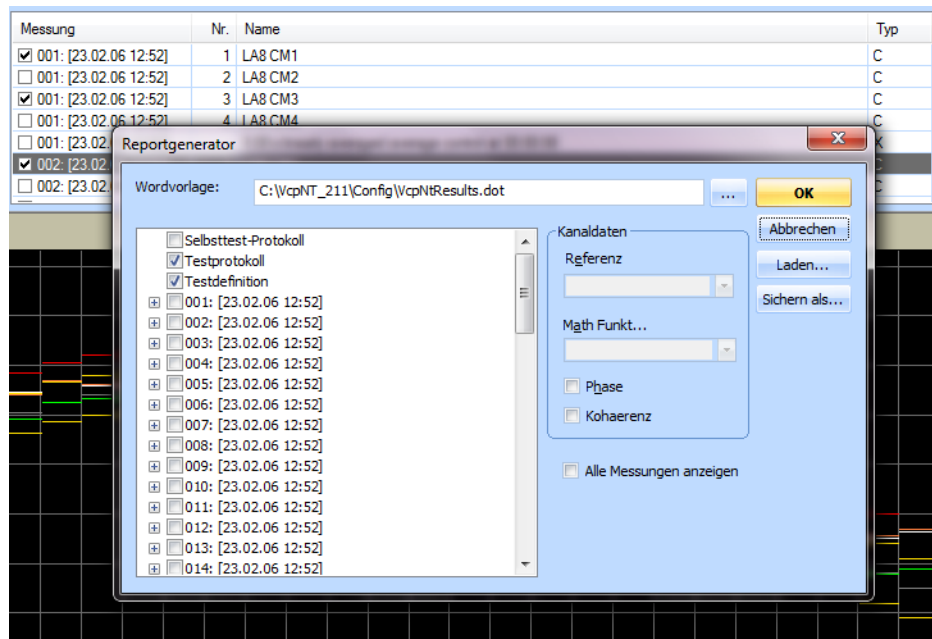 Messung Nr. Name Typ
001: [23.02.06 12:52] 1 LA8 CM1 C
001: [23.02.06 12:52] 2 LA8 CM2 C
001: [23.02.06 12:52] 3 LA8 CM3 C
001: [23.02.06 12:52] 4 LA8 CM4 C
001: [23.02. X
002: [23.02. C
002: [23.02. C
Reportgenerator
Wordvorlage: C:\VcpNT_211\Config\VcpNtResults.dot ... OK
Abbrechen
Laden...
Sichern als...
Selbsttest-Protokoll
Testprotokoll
Testdefinition
001: [23.02.06 12:52]
002: [23.02.06 12:52]
003: [23.02.06 12:52]
004: [23.02.06 12:52]
005: [23.02.06 12:52]
006: [23.02.06 12:52]
007: [23.02.06 12:52]
008: [23.02.06 12:52]
009: [23.02.06 12:52]
010: [23.02.06 12:52]
011: [23.02.06 12:52]
012: [23.02.06 12:52]
013: [23.02.06 12:52]
014: [23.02.06 12:52]
Kanaldaten
Referenz
Math Funkt...
Phase
Kohaerenz
Alle Messungen anzeigen